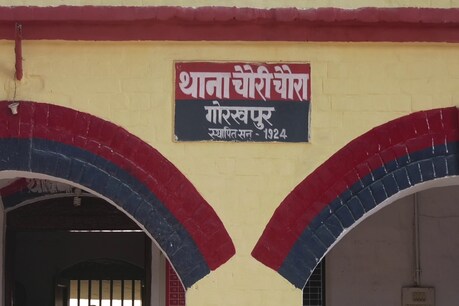 थाना चौरी चौरा
गोरखपुर
स्थापित सन - 1924